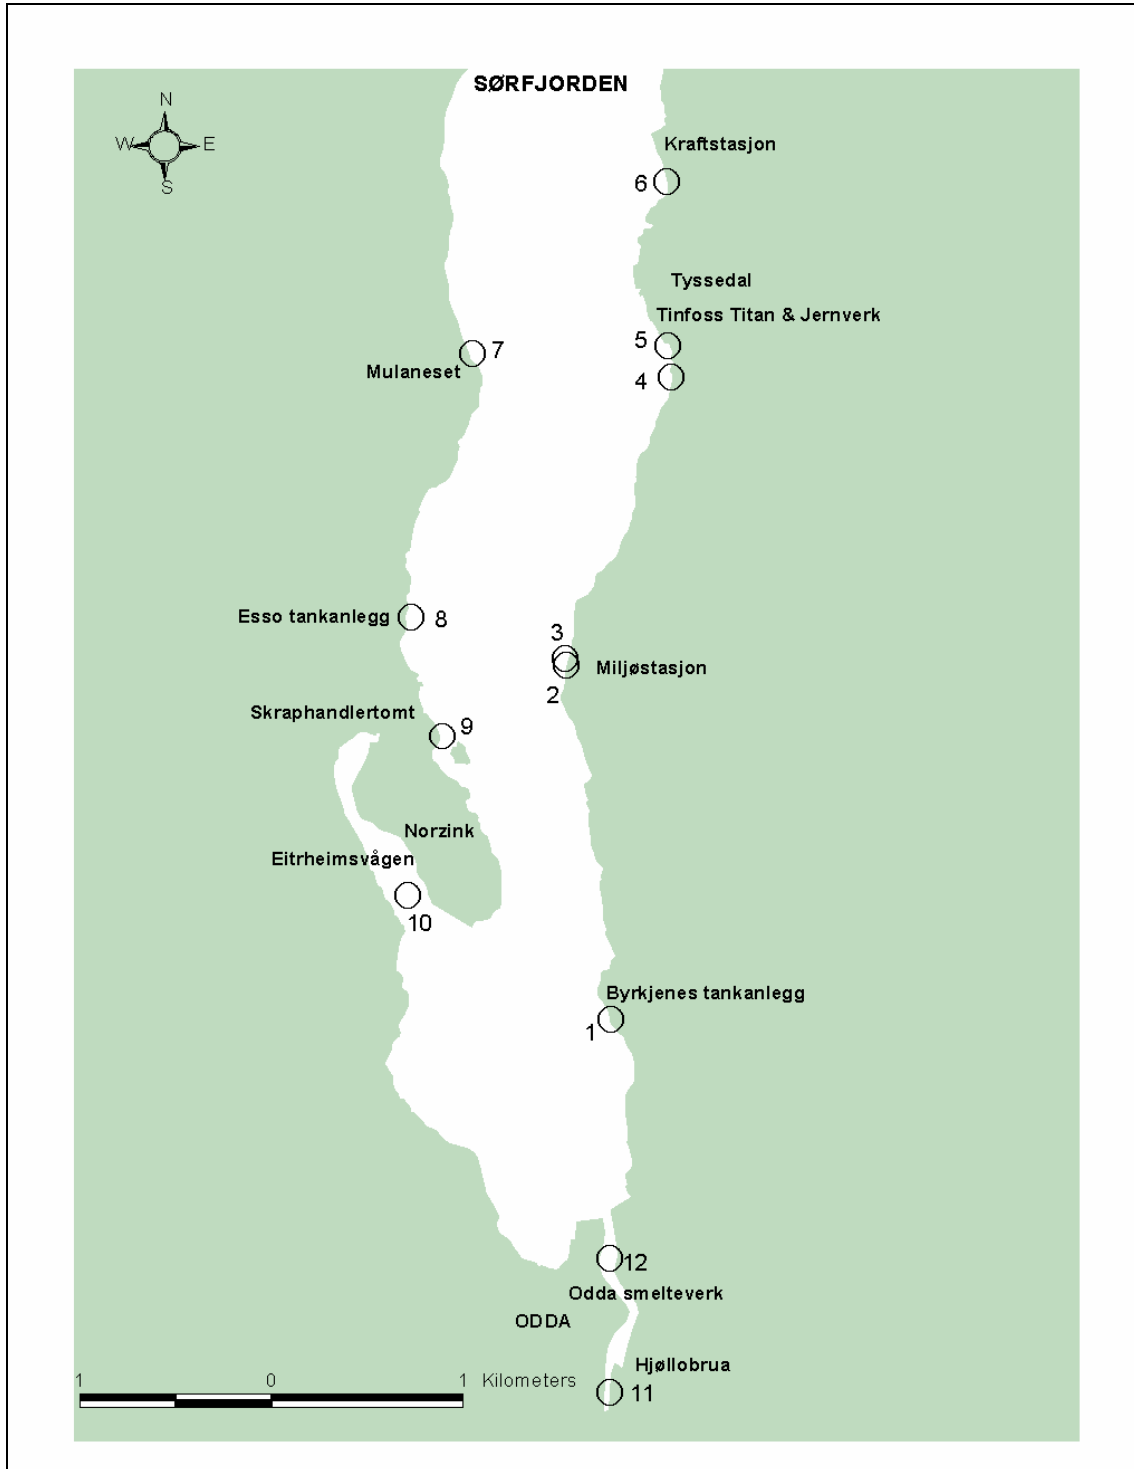 SØRFJORDEN
N
W E
S
Kraftstasjon
6
Tyssedal
Tinfoss Titan & Jernverk
5
4
7
Mulaneset
Esso tankanlegg
8
3
Miljøstasjon
2
Skraphandlertomt
9
Norzink
Eitrheimsvågen
10
Byrkjenes tankanlegg
1
12
Odda smelteverk
ODDA
Hjøllobrua
11
1 0 1 Kilometers